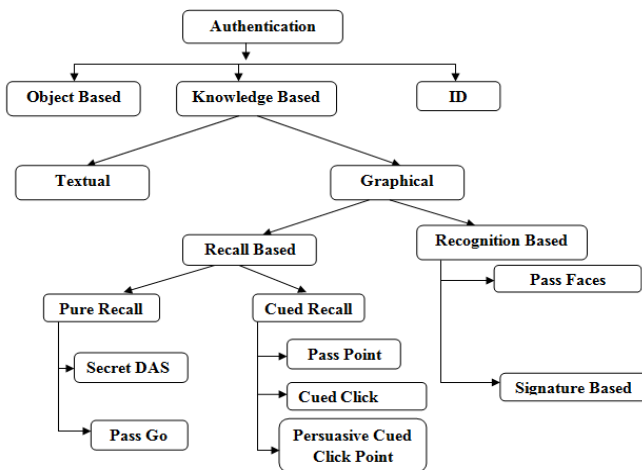 Authentication
Object Based
Knowledge Based
ID
Textual
Graphical
Recall Based
Recognition Based
Pass Faces
Pure Recall
Cued Recall
Pass Point
Secret DAS
Signature Based
Cued Click
Pass Go
Persuasive Cued
Click Point